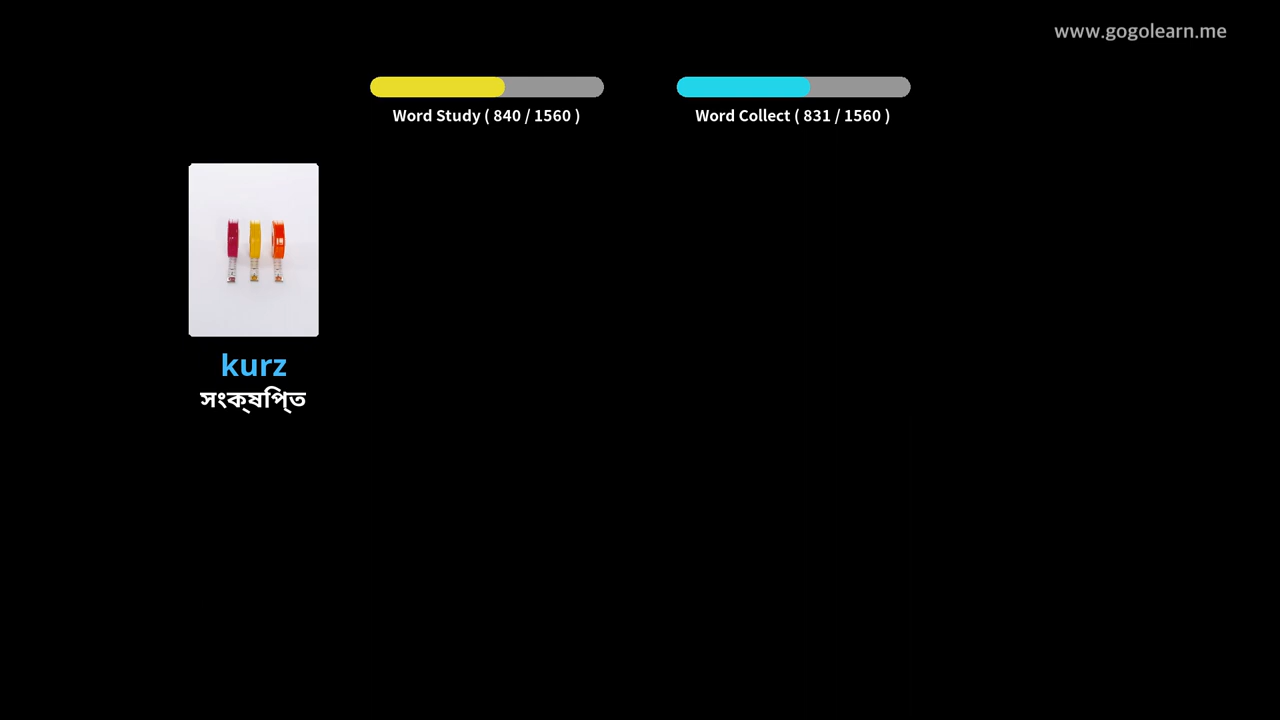 www.gogolearn.me
Word Study ( 840 / 1560 )
Word Collect ( 831 / 1560 )
kurz
সংক্ষিপ্ত